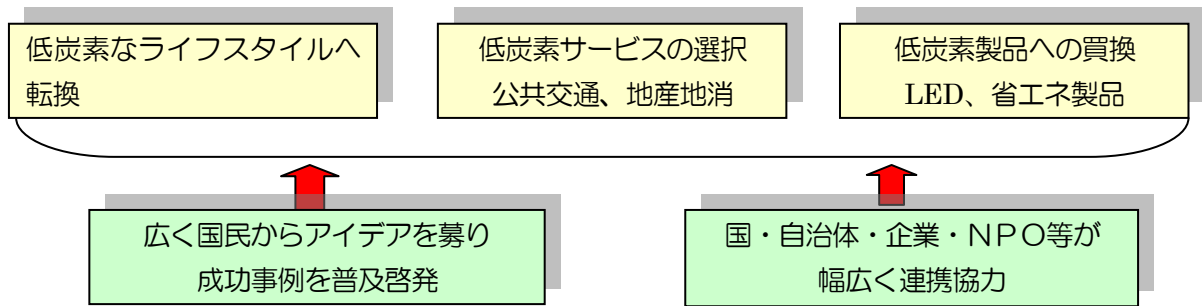 低炭素なライフスタイルへ
転換
低炭素サービスの選択
公共交通、地産地消
低炭素製品への買換
LED、省エネ製品
広く国民からアイデアを募り
成功事例を普及啓発
国・自治体・企業・ＮＰＯ等が
幅広く連携協力